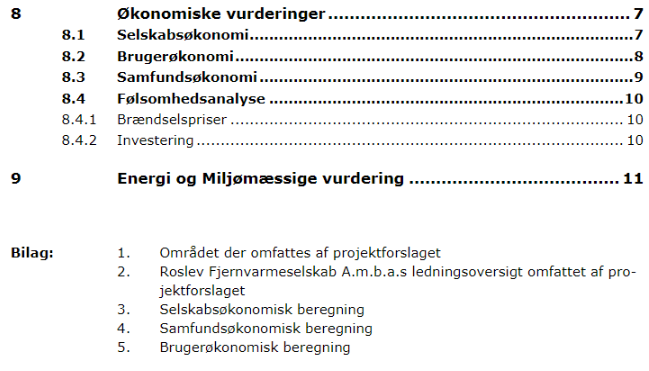 8 Økonomiske vurderinger ........................................................ 7
8.1 Selskabsøkonomi ........................................................ 7
8.2 Brugerøkonomi ........................................................ 8
8.3 Samfundsøkonomi ........................................................ 9
8.4 Følsomhedsanalyse ........................................................ 10
8.4.1 Brændselspriser ........................................................ 10
8.4.2 Investering ........................................................ 10
9 Energi og Miljømæssige vurdering ........................................................ 11
Bilag: 1. Området der omfattes af projektforslaget
2. Roslev Fjernvarmeselskab A.m.b.a.s ledningsoversigt omfattet af pro-
jektforslaget
3. Selskabsøkonomisk beregning
4. Samfundsøkonomisk beregning
5. Brugerøkonomisk beregning